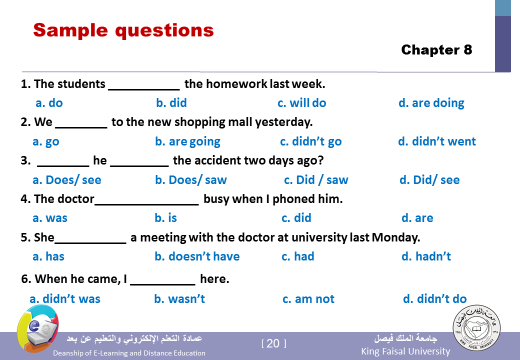 Sample questions
Chapter 8
1. The students ___________ the homework last week.
a. do b. did c. will do d. are doing
2. We ________ to the new shopping mall yesterday.
a. go b. are going c. didn't go d. didn't went
3. ________ he _________ the accident two days ago?
a. Does/ see b. Does/ saw c. Did / saw d. Did/ see
4. The doctor________________ busy when I phoned him.
a. was b. is c. did d. are
5. She___________ a meeting with the doctor at university last Monday.
a. has b. doesn't have c. had d. hadn't
6. When he came, I __________ here.
a. didn't was b. wasn't c. am not d. didn't do
عمادة التعلم الإلكتروني والتعليم عن بعد
Deanship of E-Learning and Distance Education
[ 20 ]
جامعة الملك فيصل
King Faisal University